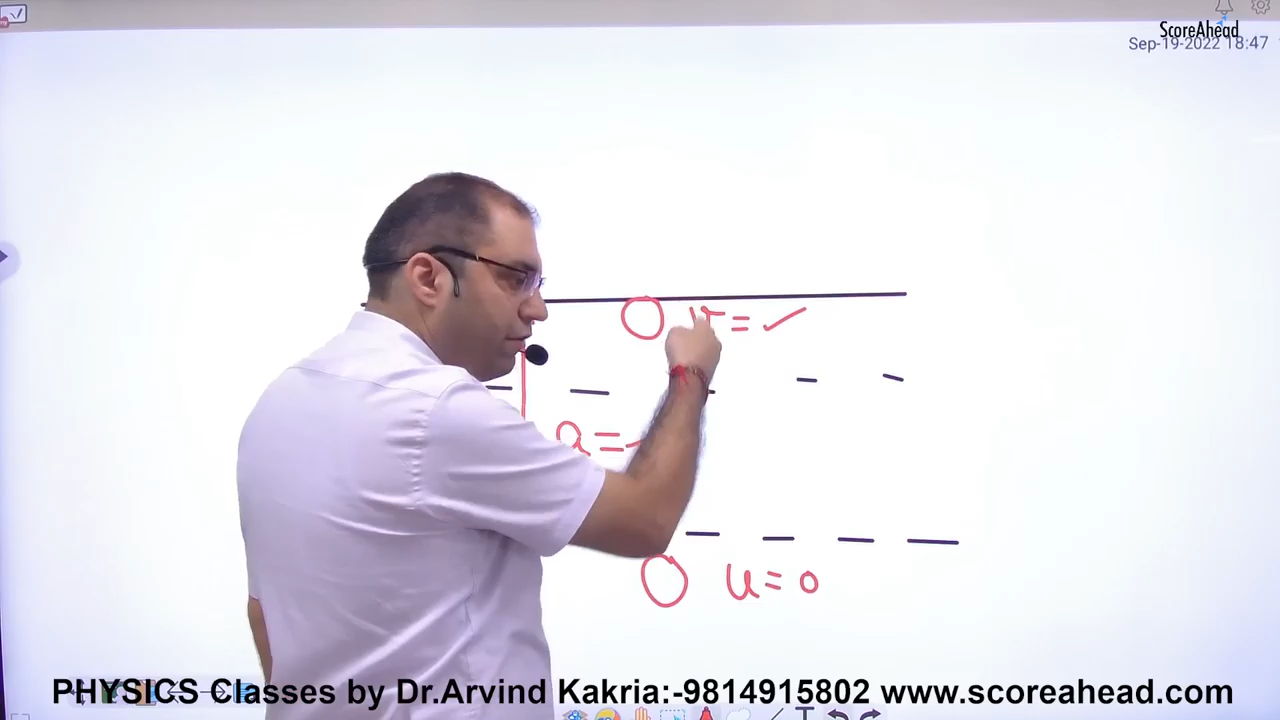 ScoreAhead
Sep-19-2022 18:47
v = ✓
a =
u = 0
PHYSICS Classes by Dr.Arvind Kakria:-9814915802 www.scoreahead.com